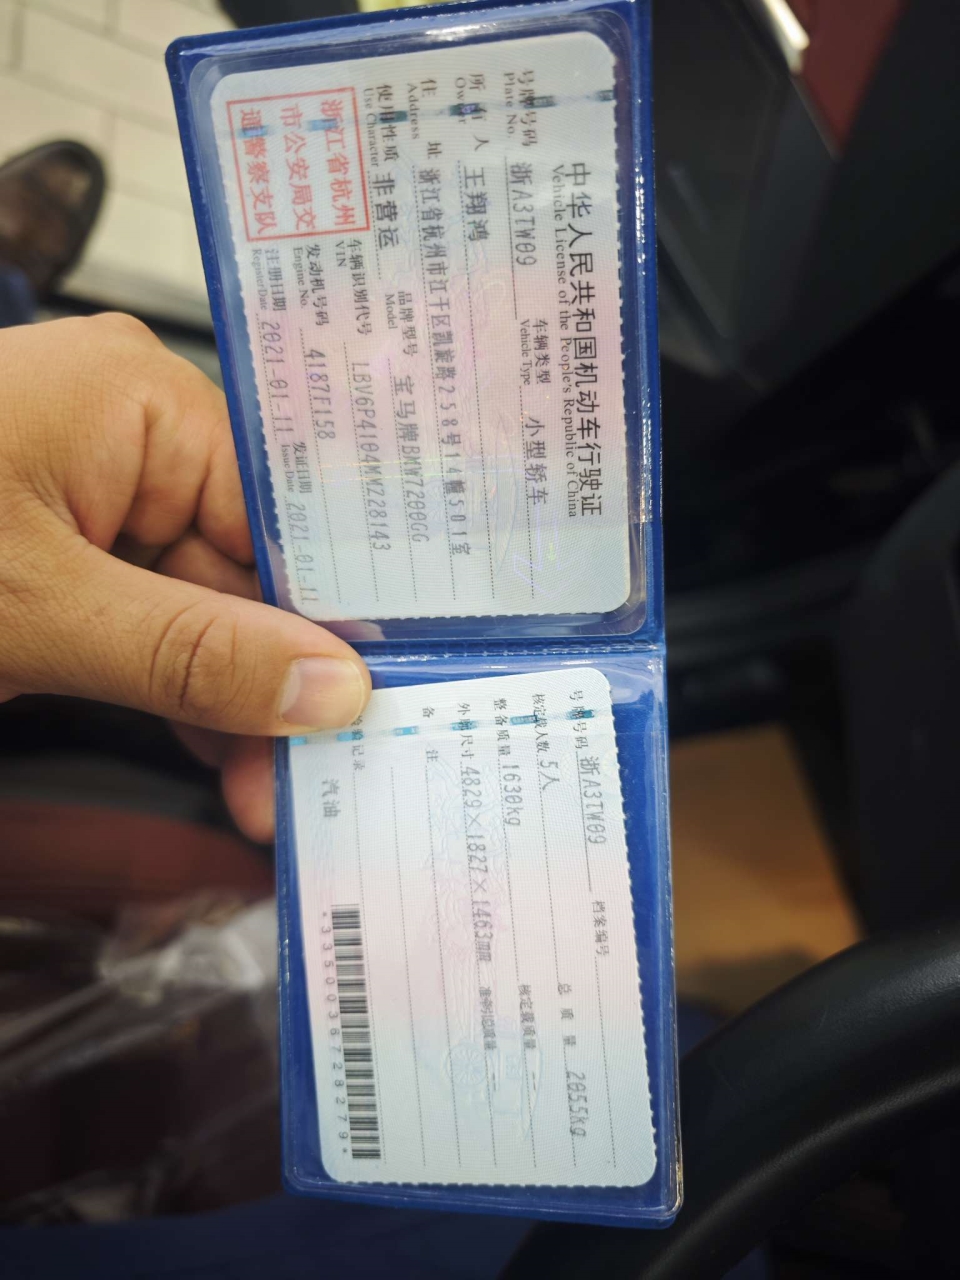 中华人民共和国机动车行驶证
Vehicle License of the People's Republic of China
号牌号码 浙A3TW09 车辆类型 小型轿车
Plate No. Vehicle Type
所有人 王翔鸿
Owner
住址 浙江省杭州市江干区凯旋路258号14幢501室
Address
使用性质 非营运 品牌型号 宝马牌BMW7200GG
Use Character Model
浙江省杭州
市公安局交
通警察支队
车辆识别代号 LBV6P4104MMZ28143
VIN
发动机号码 4187F158
Engine No.
注册日期 2021-01-11 发证日期 2021-01-11
Register Date Issue Date
号牌号码 浙A3TW09 档案编号
核定载人数 5人 总质量 2055kg
整备质量 1630kg 核定载质量 --
外廓尺寸 4829×1827×1463mm 准牵引总质量 --
备注
检验记录
汽油
*3350036728279*